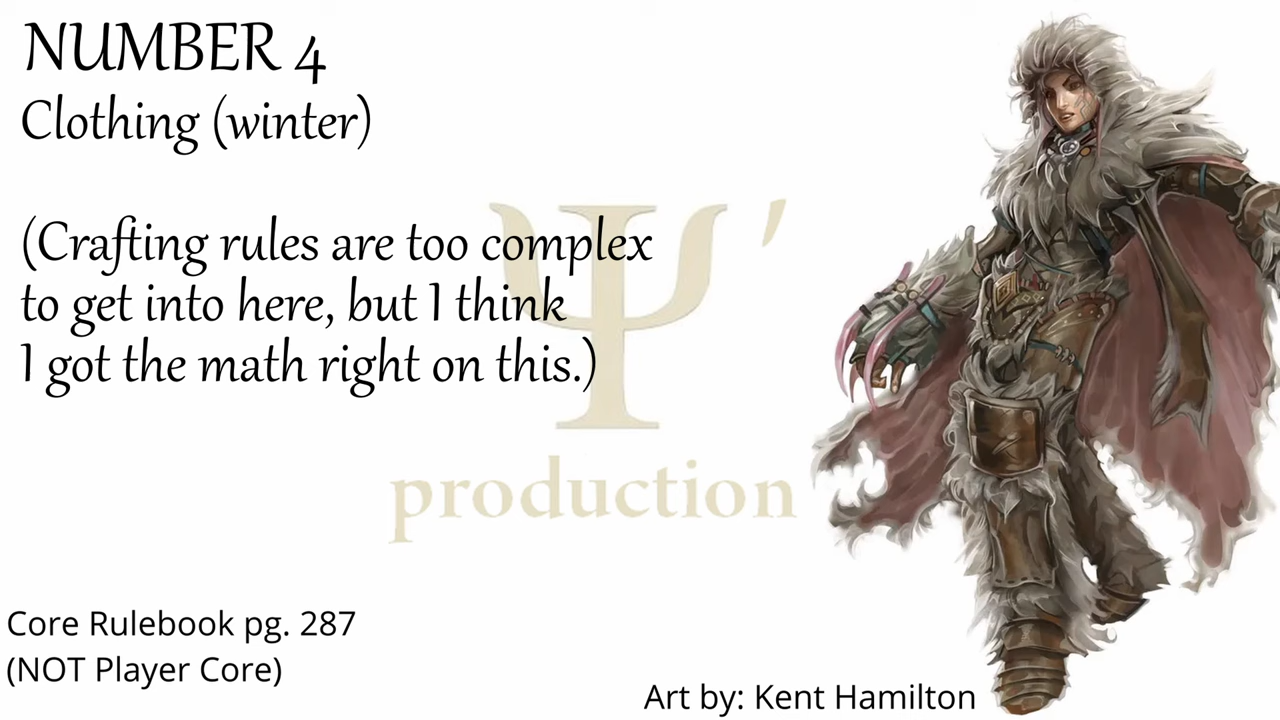 NUMBER 4
Clothing (winter)
(Crafting rules are too complex
to get into here, but I think
I got the math right on this.)
Ψ′
production
Core Rulebook pg. 287
(NOT Player Core)
Art by: Kent Hamilton